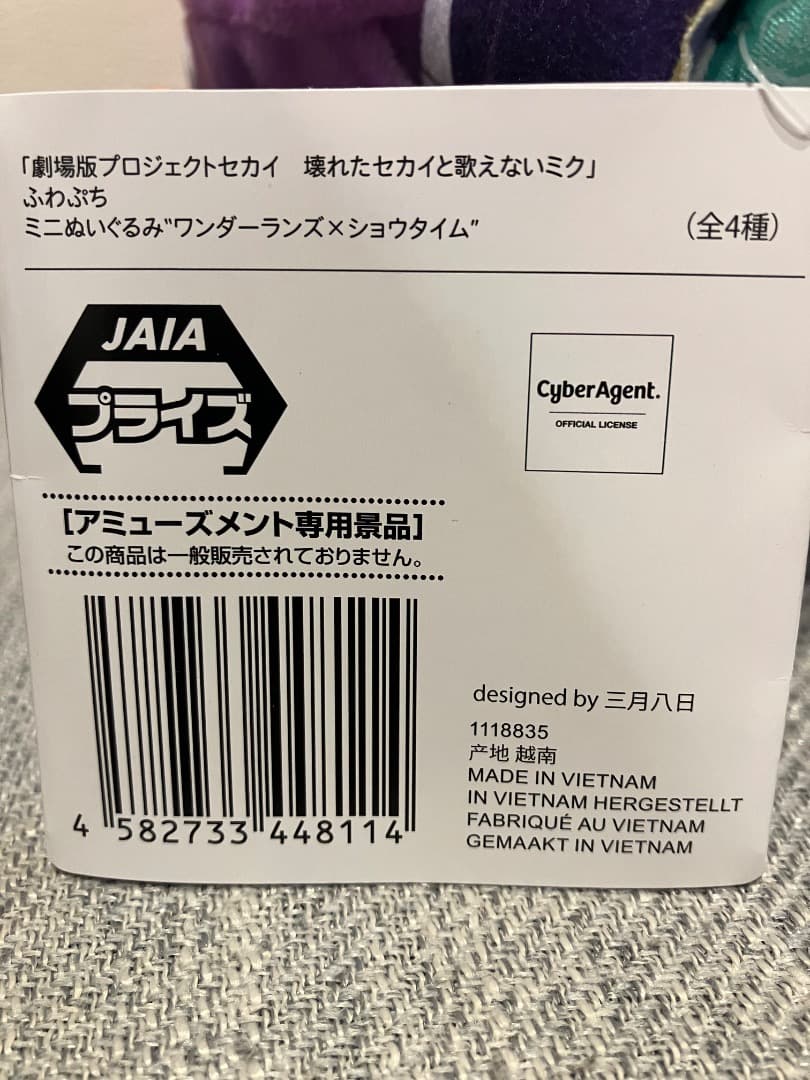 「劇場版プロジェクトセカイ　壊れたセカイと歌えないミク」
ふわぷち
ミニぬいぐるみ"ワンダーランズ×ショウタイム"
（全4種）
JAIA
プライズ
CyberAgent.
OFFICIAL LICENSE
[アミューズメント専用景品]
この商品は一般販売されておりません。
4 582733 448114
designed by 三月八日
1118835
产地 越南
MADE IN VIETNAM
IN VIETNAM HERGESTELLT
FABRIQUÉ AU VIETNAM
GEMAAKT IN VIETNAM